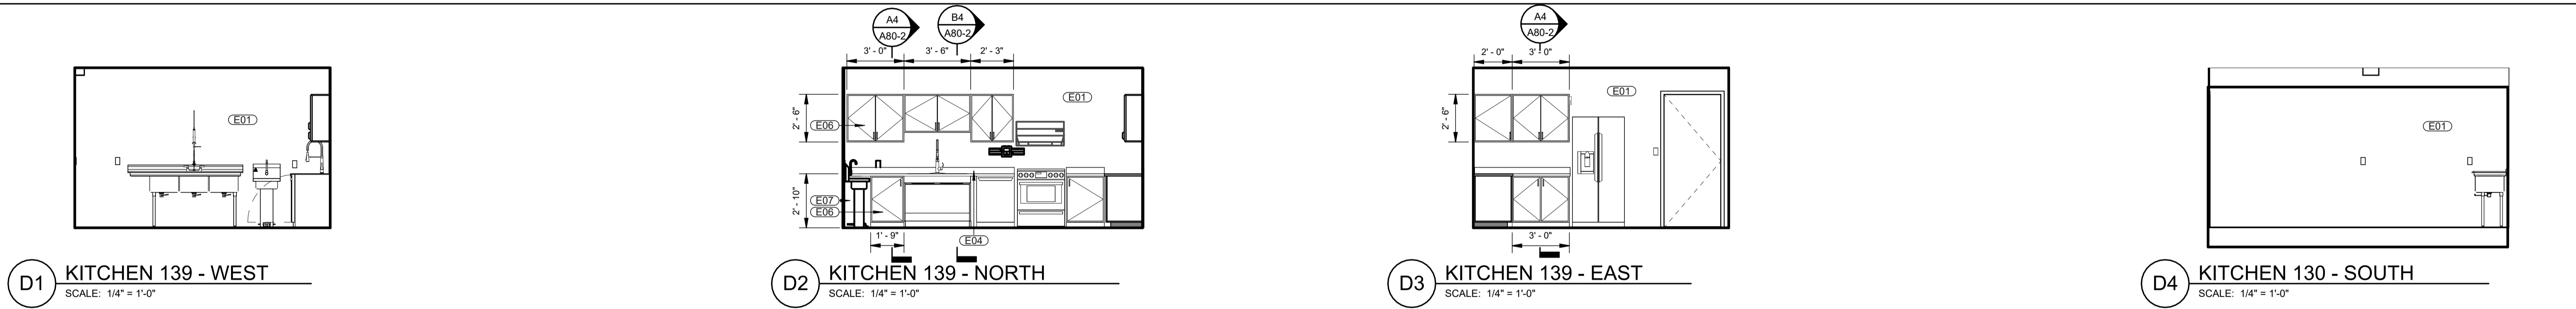 E01
D1
KITCHEN 139 - WEST
SCALE: 1/4" = 1'-0"
A4
A80-2
B4
A80-2
3' - 0"
3' - 6"
2' - 3"
2' - 6"
E01
E06
2' - 10"
E07
E06
1' - 9"
E04
D2
KITCHEN 139 - NORTH
SCALE: 1/4" = 1'-0"
A4
A80-2
2' - 0"
3' - 0"
2' - 6"
E01
3' - 0"
D3
KITCHEN 139 - EAST
SCALE: 1/4" = 1'-0"
E01
D4
KITCHEN 130 - SOUTH
SCALE: 1/4" = 1'-0"